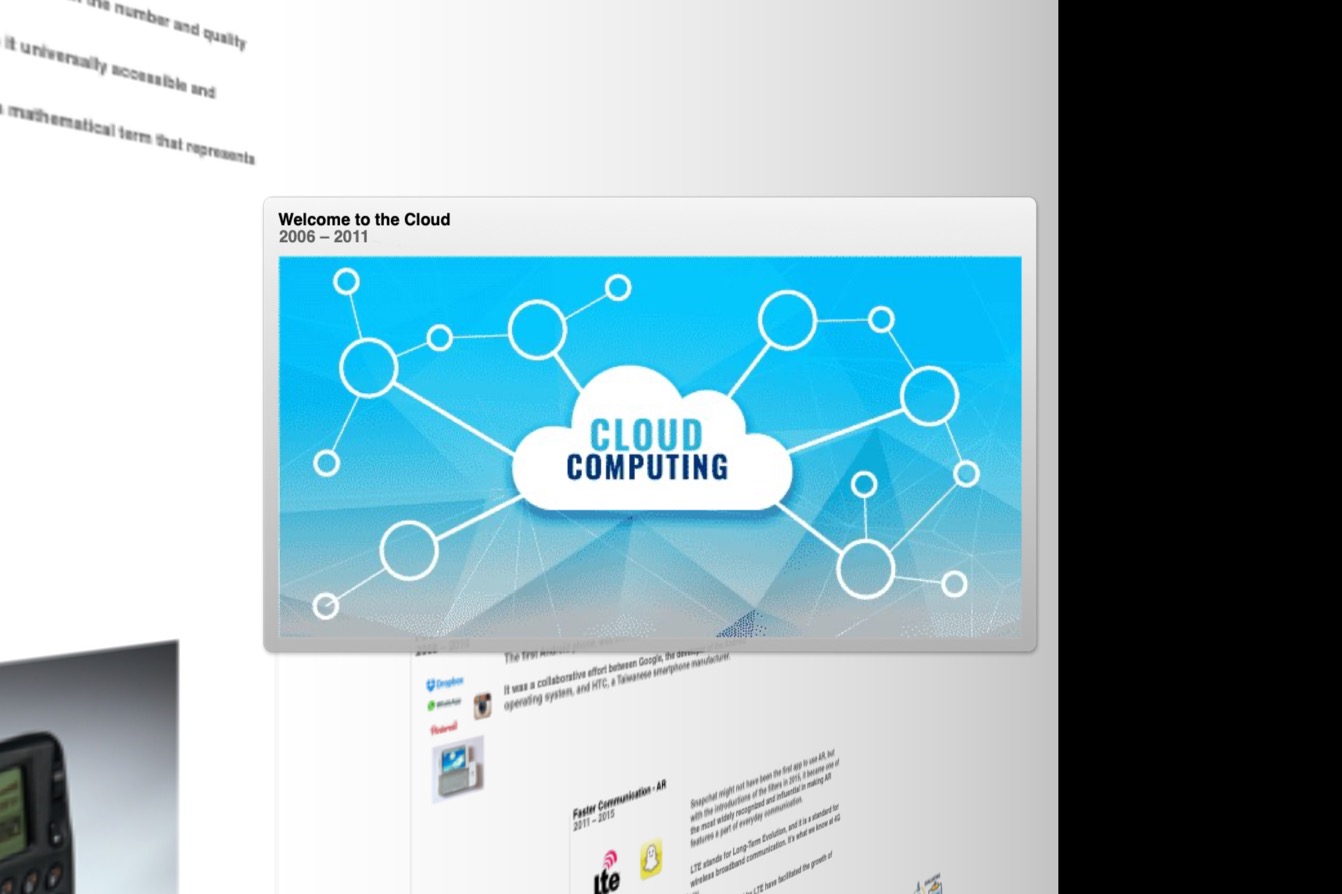 the number and quality
it universally accessible and
mathematical term that represents
Welcome to the Cloud
2006 – 2011
CLOUD
COMPUTING
The first Android phone,
It was a collaborative effort between Google, the developer of the
operating system, and HTC, a Taiwanese smartphone manufacturer.
Dropbox
WhatsApp
Pinterest
Faster Communication - AR
2011 – 2015
Snapchat might not have been the first app to use AR, but
with the introductions of the filters in 2015, it became one of
the most widely recognized and influential in making AR
features a part of everyday communication.
LTE stands for Long-Term Evolution, and it is a standard for
wireless broadband communication. It's what we know at 4G
LTE have facilitated the growth of
lte